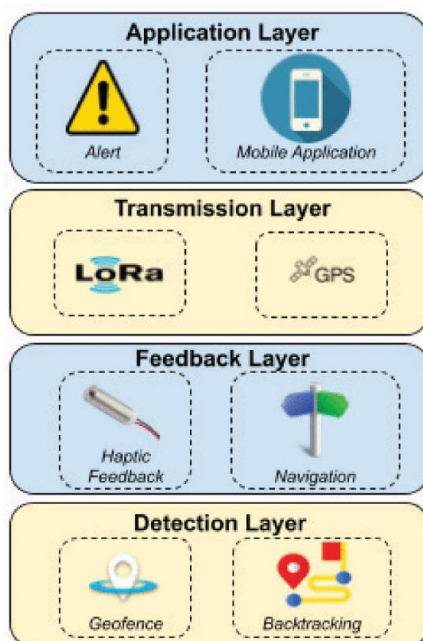 Application Layer
Alert
Mobile Application
Transmission Layer
LoRa
GPS
Feedback Layer
Haptic
Feedback
Navigation
Detection Layer
Geofence
Backtracking